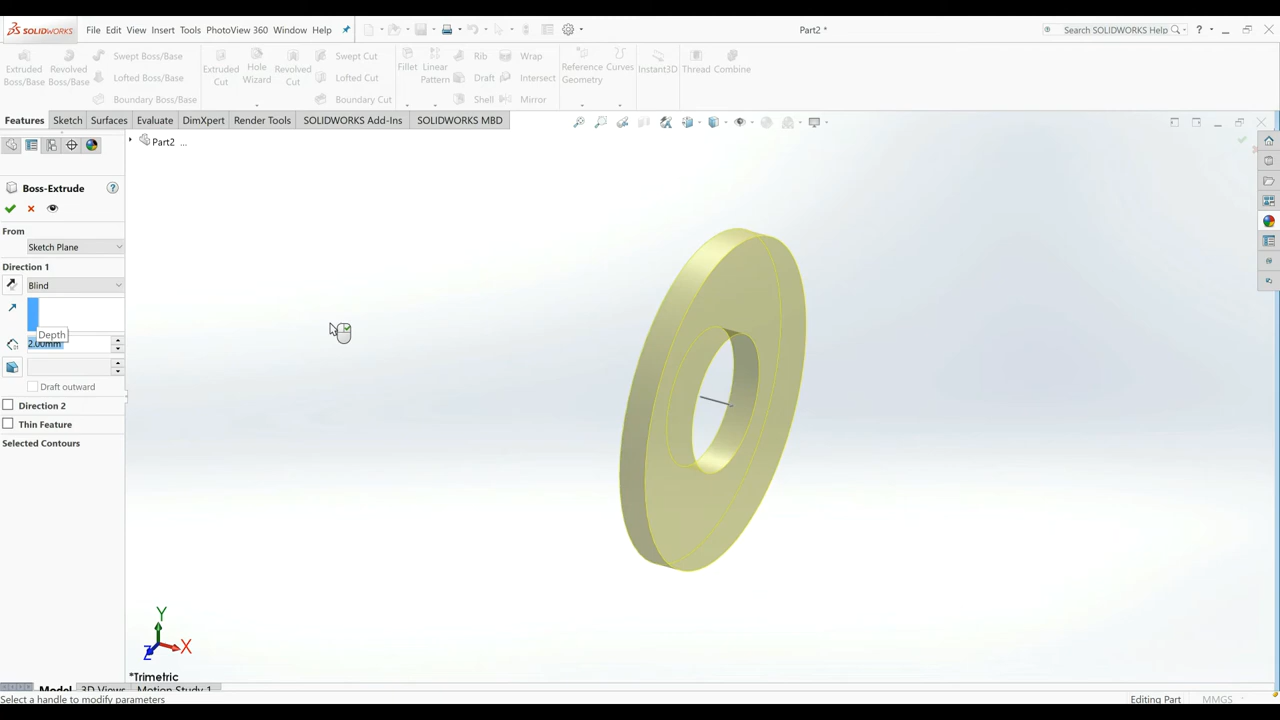 SOLIDWORKS File Edit View Insert Tools PhotoView 360 Window Help Part2 * Search SOLIDWORKS Help
Extruded Boss/Base
Revolved Boss/Base
Swept Boss/Base
Lofted Boss/Base
Boundary Boss/Base
Extruded Cut
Hole Wizard
Revolved Cut
Swept Cut
Lofted Cut
Boundary Cut
Fillet
Linear Pattern
Rib
Draft
Shell
Wrap
Intersect
Mirror
Reference Geometry
Curves
Instant3D
Thread
Combine
Features Sketch Surfaces Evaluate DimXpert Render Tools SOLIDWORKS Add-Ins SOLIDWORKS MBD
Part2 ...
Boss-Extrude
From
Sketch Plane
Direction 1
Blind
Depth
2.00mm
Draft outward
Direction 2
Thin Feature
Selected Contours
Y
X
Z
*Trimetric
Model 3D Views Motion Study 1
Select a handle to modify parameters Editing Part MMGS